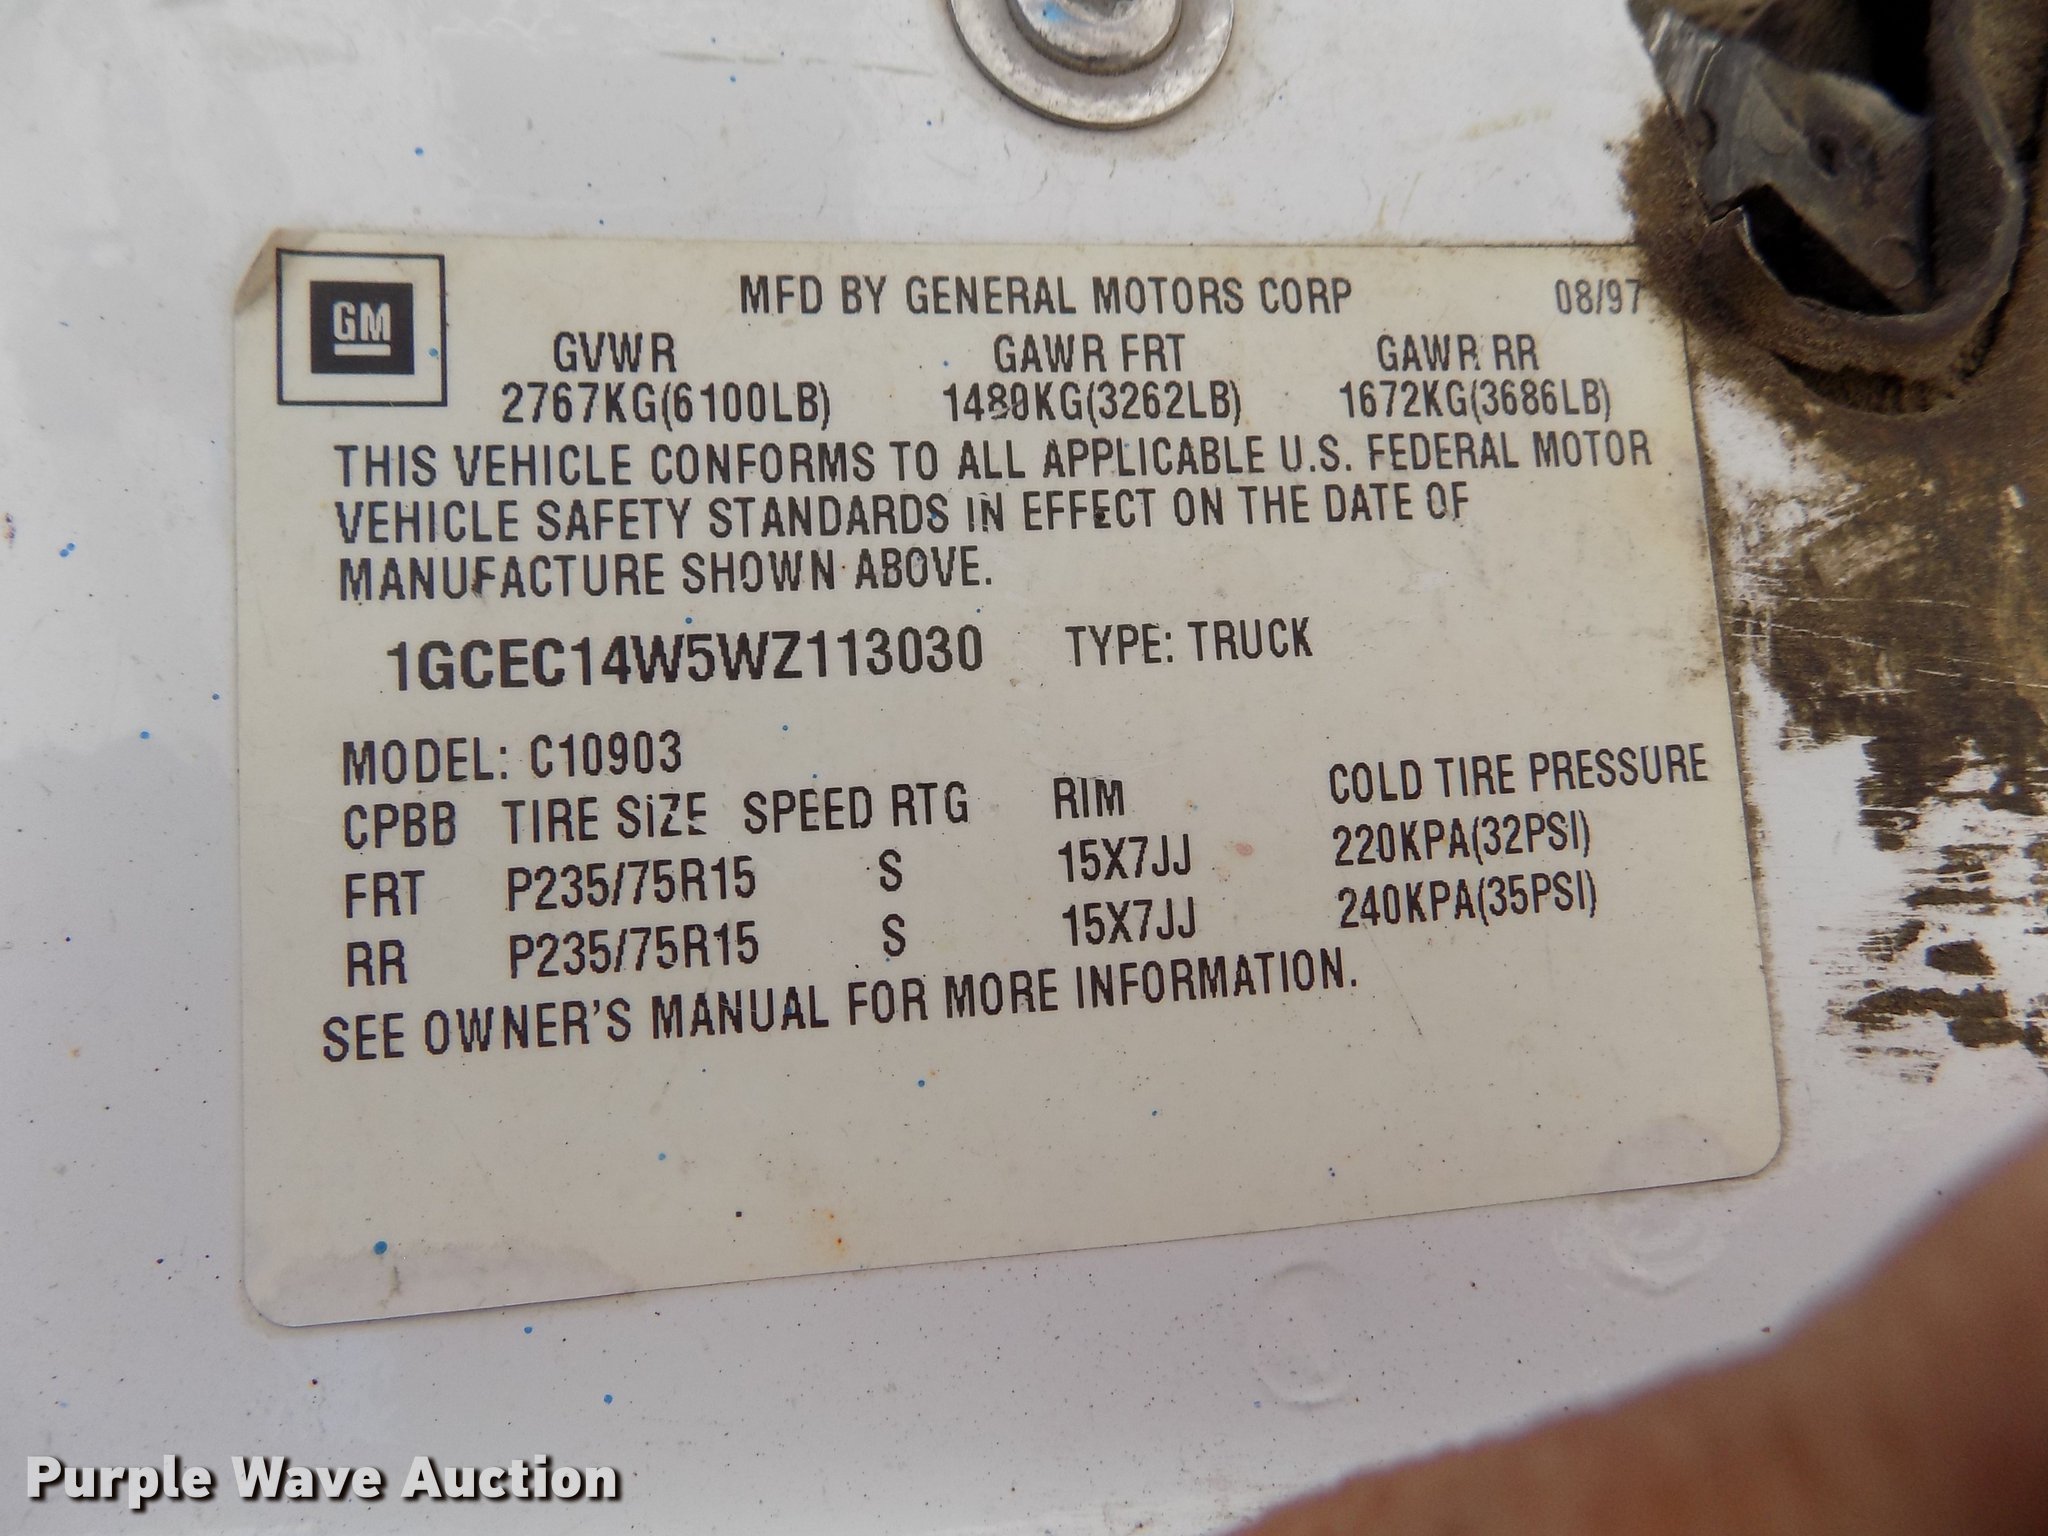 GM
MFD BY GENERAL MOTORS CORP 08/97
GVWR GAWR FRT GAWR RR
2767KG(6100LB) 1480KG(3262LB) 1672KG(3686LB)
THIS VEHICLE CONFORMS TO ALL APPLICABLE U.S. FEDERAL MOTOR
VEHICLE SAFETY STANDARDS IN EFFECT ON THE DATE OF
MANUFACTURE SHOWN ABOVE.
1GCEC14W5WZ113030 TYPE: TRUCK
MODEL: C10903
CPBB TIRE SIZE SPEED RTG RIM COLD TIRE PRESSURE
FRT P235/75R15 S 15X7JJ 220KPA(32PSI)
RR P235/75R15 S 15X7JJ 240KPA(35PSI)
SEE OWNER'S MANUAL FOR MORE INFORMATION.
Purple Wave Auction